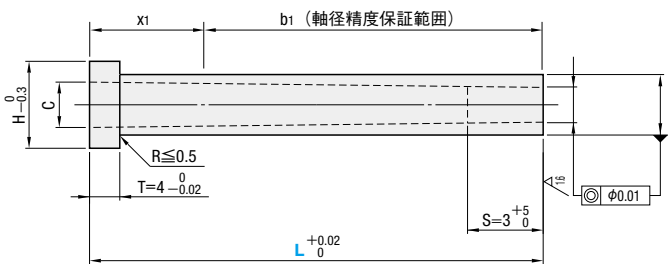 x1
b1（軸径精度保証範囲）
H 0 -0.3
C
R≦0.5
T=4 0 -0.02
S=3 +5 0
1.6
◎ φ0.01
L +0.02 0